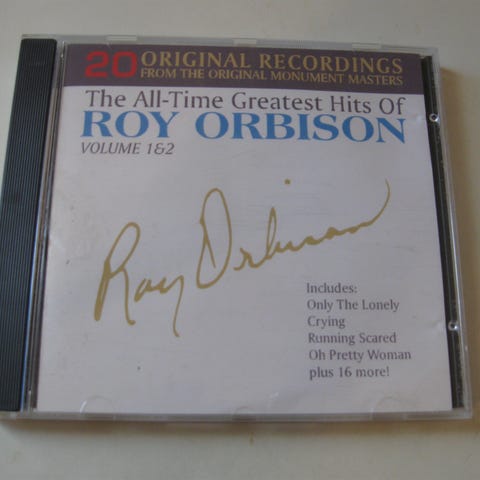 20 ORIGINAL RECORDINGS
FROM THE ORIGINAL MONUMENT MASTERS
The All-Time Greatest Hits Of
ROY ORBISON
VOLUME 1&2
Roy Orbison
Includes:
Only The Lonely
Crying
Running Scared
Oh Pretty Woman
plus 16 more!